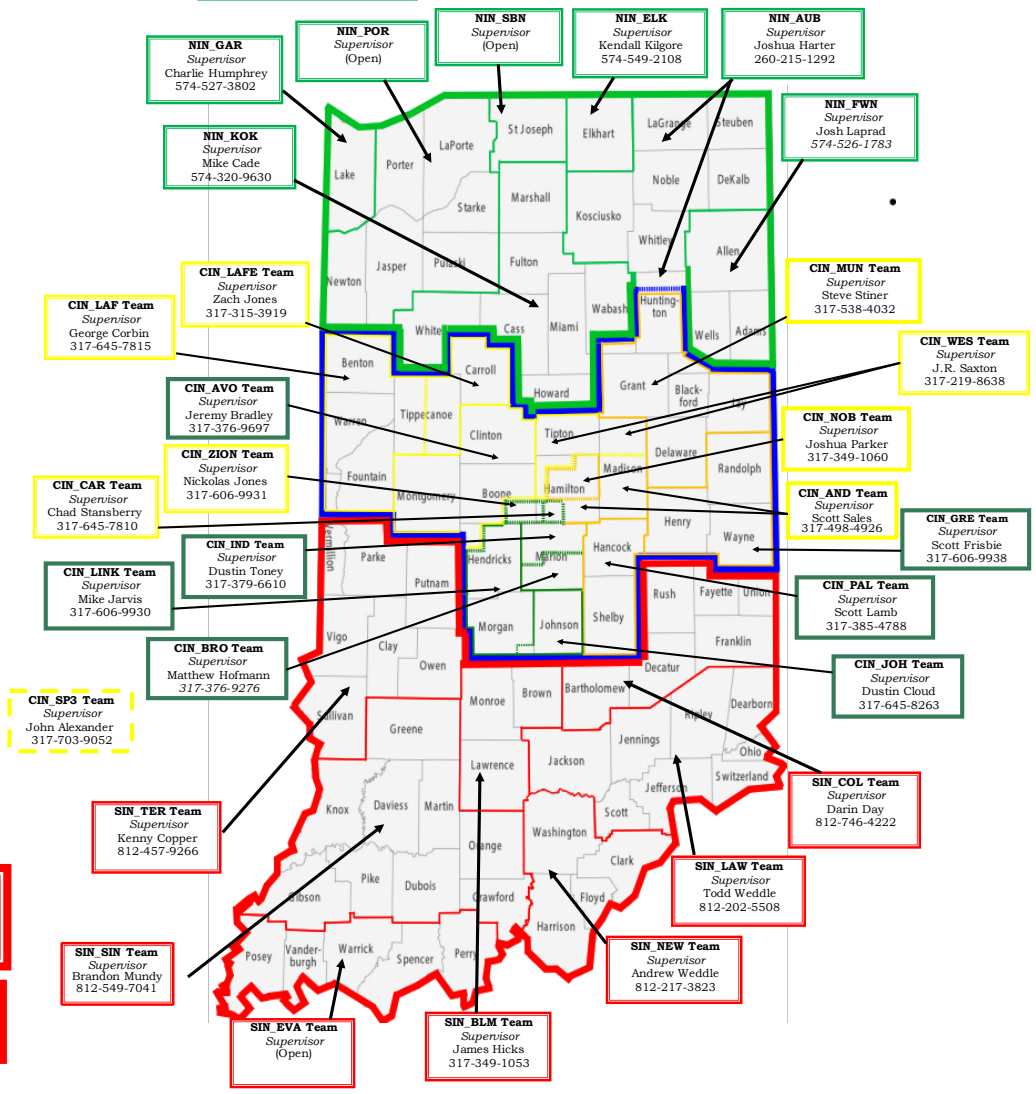 NIN_GAR
Supervisor
Charlie Humphrey
574-527-3802
NIN_POR
Supervisor
(Open)
NIN_SBN
Supervisor
(Open)
NIN_ELK
Supervisor
Kendall Kilgore
574-549-2108
NIN_AUB
Supervisor
Joshua Harter
260-215-1292
NIN_FWN
Supervisor
Josh Laprad
574-526-1783
NIN_KOK
Supervisor
Mike Cade
574-320-9630
CIN_LAFE Team
Supervisor
Zach Jones
317-315-3919
CIN_LAF Team
Supervisor
George Corbin
317-645-7815
CIN_AVO Team
Supervisor
Jeremy Bradley
317-376-9697
CIN_ZION Team
Supervisor
Nickolas Jones
317-606-9931
CIN_CAR Team
Supervisor
Chad Stansberry
317-645-7810
CIN_IND Team
Supervisor
Dustin Toney
317-379-6610
CIN_LINK Team
Supervisor
Mike Jarvis
317-606-9930
CIN_BRO Team
Supervisor
Matthew Hofmann
317-376-9276
CIN_SP3 Team
Supervisor
John Alexander
317-703-9052
CIN_MUN Team
Supervisor
Steve Stiner
317-538-4032
CIN_WES Team
Supervisor
J.R. Saxton
317-219-8638
CIN_NOB Team
Supervisor
Joshua Parker
317-349-1060
CIN_AND Team
Supervisor
Scott Sales
317-498-4926
CIN_GRE Team
Supervisor
Scott Frisbie
317-606-9938
CIN_PAL Team
Supervisor
Scott Lamb
317-385-4788
CIN_JOH Team
Supervisor
Dustin Cloud
317-645-8263
SIN_TER Team
Supervisor
Kenny Copper
812-457-9266
SIN_COL Team
Supervisor
Darin Day
812-746-4222
SIN_LAW Team
Supervisor
Todd Weddle
812-202-5508
SIN_SIN Team
Supervisor
Brandon Mundy
812-549-7041
SIN_NEW Team
Supervisor
Andrew Weddle
812-217-3823
SIN_EVA Team
Supervisor
(Open)
SIN_BLM Team
Supervisor
James Hicks
317-349-1053
Lake
Porter
LaPorte
St Joseph
Elkhart
LaGrange
Steuben
Starke
Marshall
Kosciusko
Noble
DeKalb
Newton
Jasper
Pulaski
Fulton
Whitley
Allen
White
Cass
Miami
Wabash
Hunting-
ton
Wells
Adams
Benton
Carroll
Howard
Grant
Black-
ford
Jay
Warren
Tippecanoe
Clinton
Tipton
Madison
Delaware
Randolph
Fountain
Montgomery
Boone
Hamilton
Henry
Wayne
Vermillion
Parke
Putnam
Hendricks
Marion
Hancock
Rush
Fayette
Union
Vigo
Clay
Owen
Morgan
Johnson
Shelby
Franklin
Decatur
Sullivan
Greene
Monroe
Brown
Bartholomew
Ripley
Dearborn
Jennings
Ohio
Knox
Daviess
Martin
Lawrence
Jackson
Jefferson
Switzerland
Scott
Washington
Orange
Clark
Gibson
Pike
Dubois
Crawford
Floyd
Harrison
Posey
Vander-
burgh
Warrick
Spencer
Perry